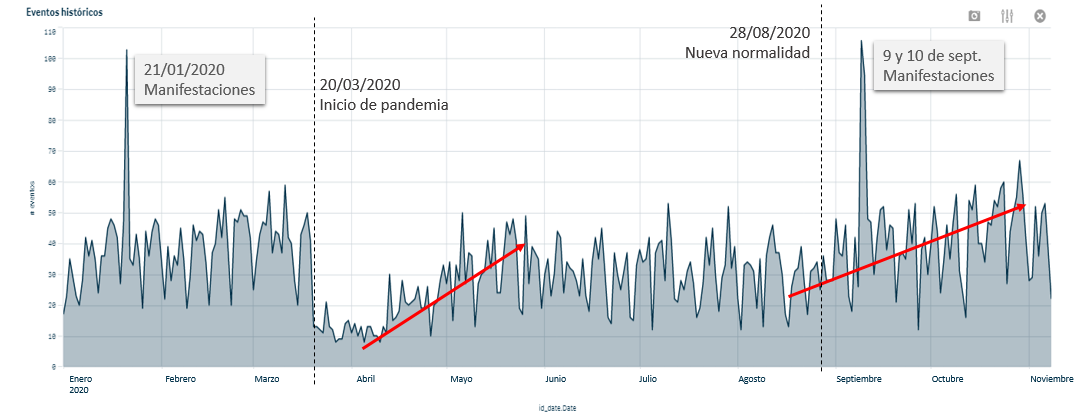 Eventos históricos
110
100
90
80
70
60
50
40
30
20
10
0
# eventos
21/01/2020
Manifestaciones
20/03/2020
Inicio de pandemia
28/08/2020
Nueva normalidad
9 y 10 de sept.
Manifestaciones
Enero
2020
Febrero
Marzo
Abril
Mayo
Junio
Julio
Agosto
Septiembre
Octubre
Noviembre
id_date.Date